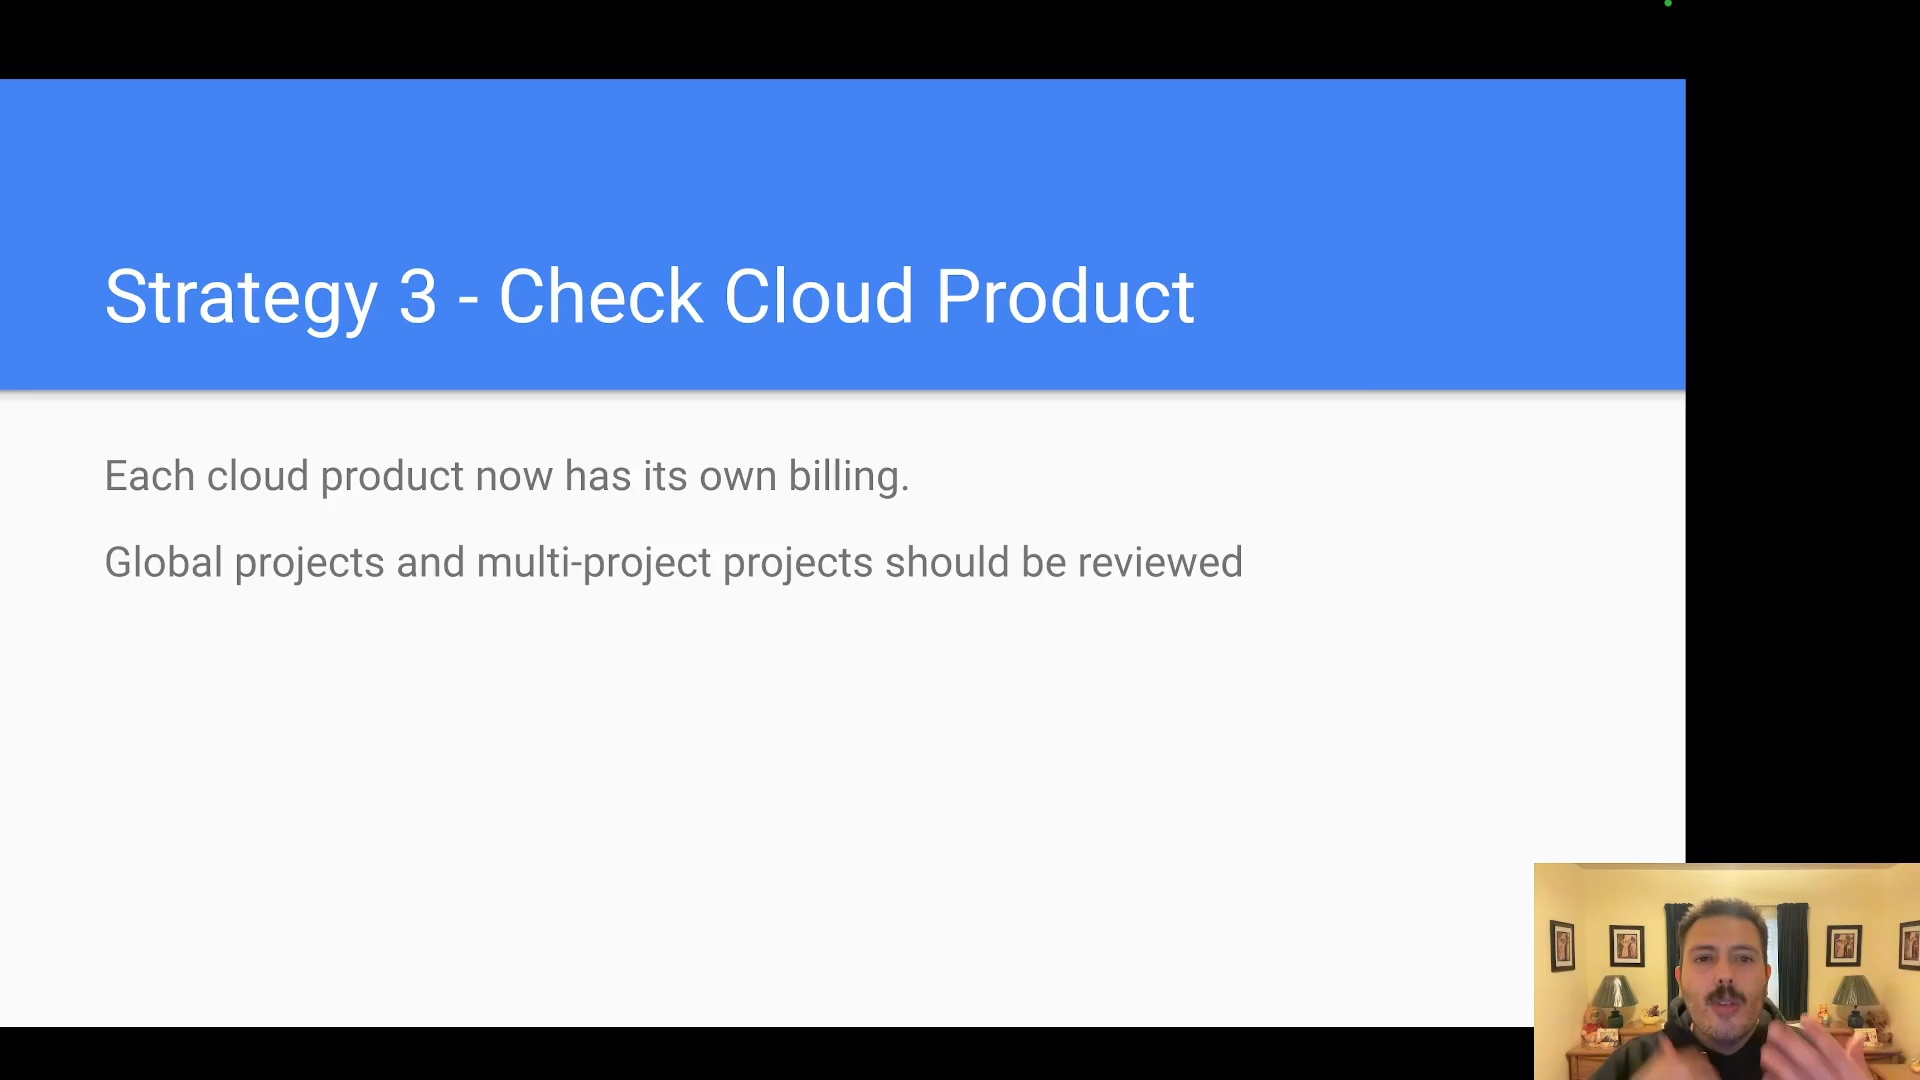 Strategy 3 - Check Cloud Product
Each cloud product now has its own billing.
Global projects and multi-project projects should be reviewed